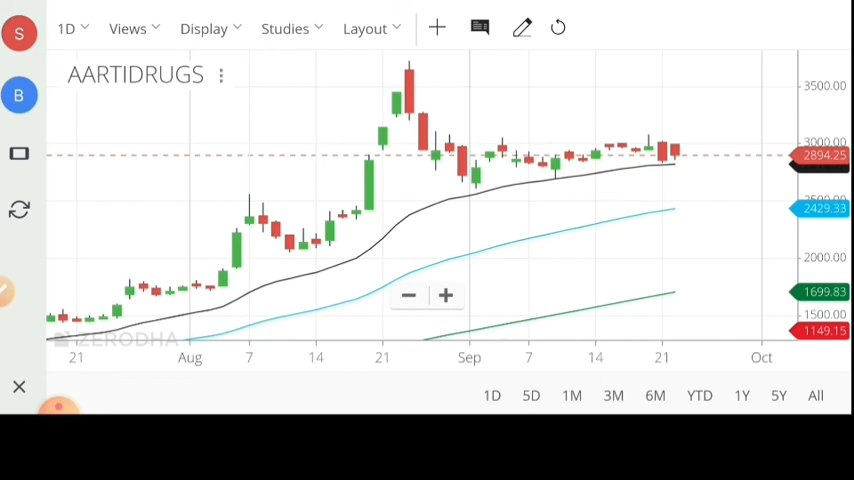 S
1D Views Display Studies Layout
B
AARTIDRUGS
3500.00
3000.00
2894.25
2429.33
2000.00
1699.83
1500.00
1149.15
ZERODHA
21 Aug 7 14 21 Sep 7 14 21 Oct
1D 5D 1M 3M 6M YTD 1Y 5Y All